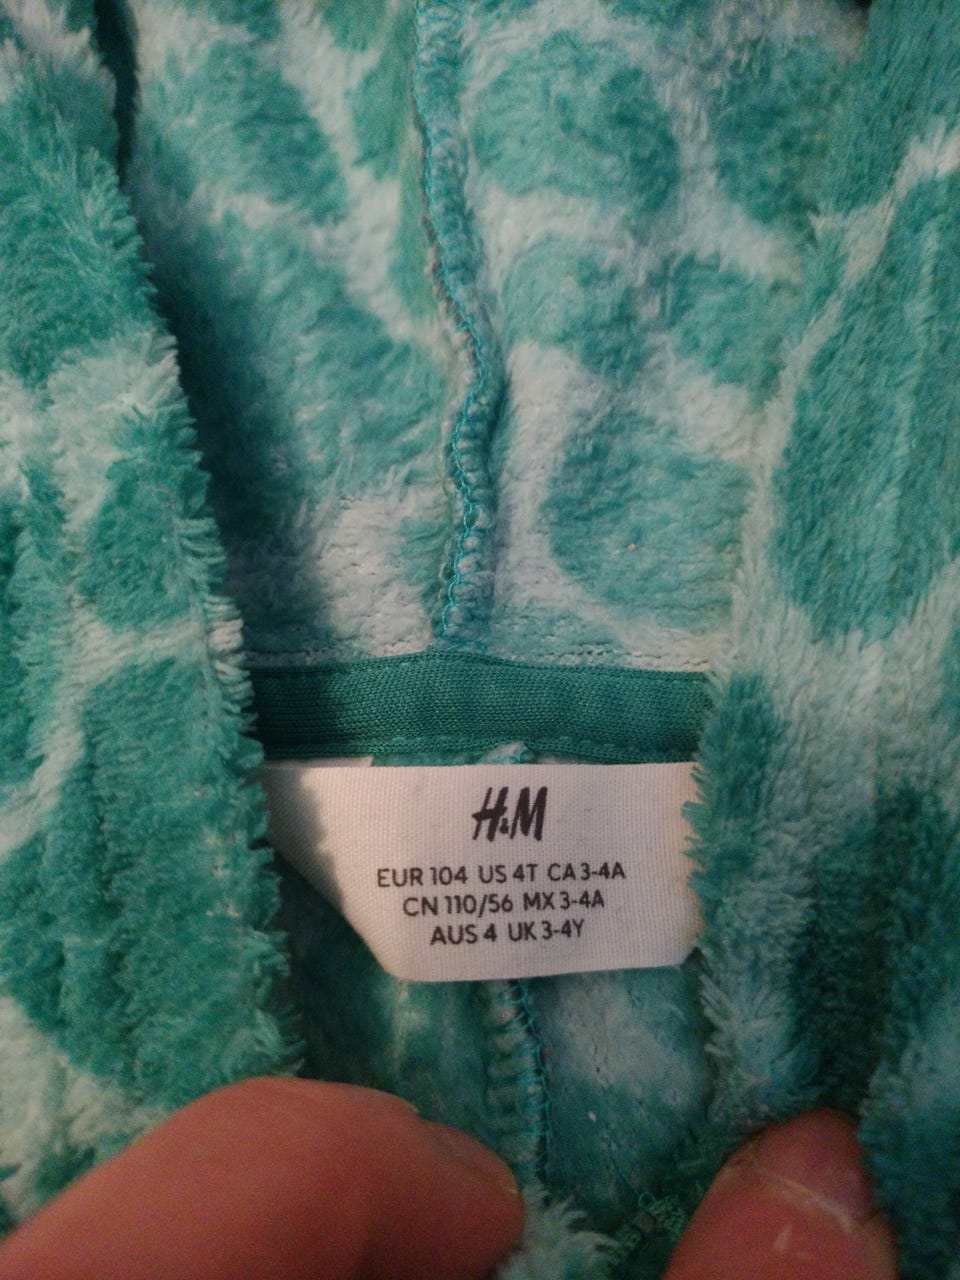 H&M
EUR 104 US 4T CA 3-4A
CN 110/56 MX 3-4A
AUS 4 UK 3-4Y